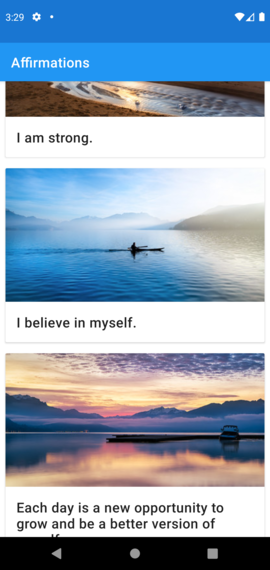 3:29
Affirmations
I am strong.
I believe in myself.
Each day is a new opportunity to
grow and be a better version of